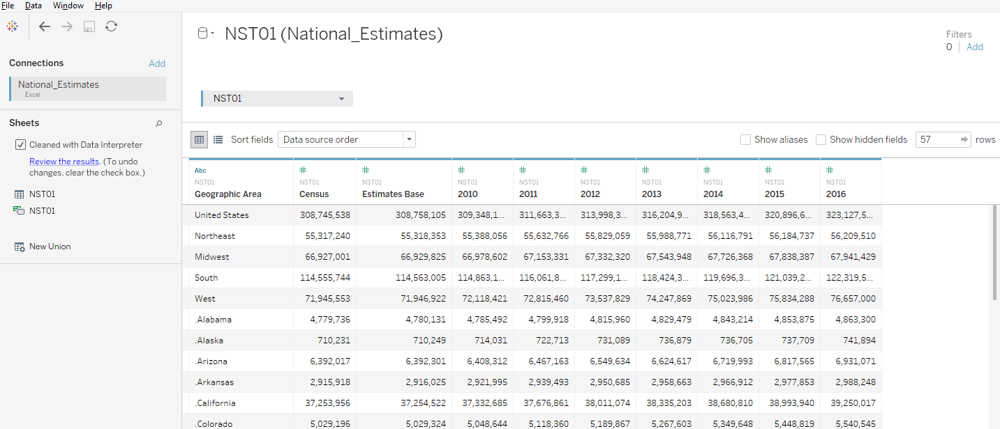 File Data Window Help
NST01 (National_Estimates)
Filters
0 Add
Connections Add
National_Estimates
Excel
NST01
Sheets
Cleaned with Data Interpreter
Review the results. (To undo
changes, clear the check box.)
NST01
NST01
New Union
Sort fields Data source order Show aliases Show hidden fields 57 rows
Abc # # # # # # # # #
NST01 NST01 NST01 NST01 NST01 NST01 NST01 NST01 NST01 NST01
Geographic Area Census Estimates Base 2010 2011 2012 2013 2014 2015 2016
United States 308,745,538 308,758,105 309,348,1... 311,663,3... 313,998,3... 316,204,9... 318,563,4... 320,896,6... 323,127,5...
Northeast 55,317,240 55,318,353 55,388,056 55,632,766 55,829,059 55,988,771 56,116,791 56,184,737 56,209,510
Midwest 66,927,001 66,929,825 66,978,602 67,153,331 67,332,320 67,543,948 67,726,368 67,838,387 67,941,429
South 114,555,744 114,563,005 114,863,1... 116,061,8... 117,299,1... 118,424,3... 119,696,3... 121,039,2... 122,319,5...
West 71,945,553 71,946,922 72,118,421 72,815,460 73,537,829 74,247,869 75,023,986 75,834,288 76,657,000
.Alabama 4,779,736 4,780,131 4,785,492 4,799,918 4,815,960 4,829,479 4,843,214 4,853,875 4,863,300
.Alaska 710,231 710,249 714,031 722,713 731,089 736,879 736,705 737,709 741,894
.Arizona 6,392,017 6,392,301 6,408,312 6,467,163 6,549,634 6,624,617 6,719,993 6,817,565 6,931,071
.Arkansas 2,915,918 2,916,025 2,921,995 2,939,493 2,950,685 2,958,663 2,966,912 2,977,853 2,988,248
.California 37,253,956 37,254,522 37,332,685 37,676,861 38,011,074 38,335,203 38,680,810 38,993,940 39,250,017
.Colorado 5,029,196 5,029,324 5,048,644 5,118,360 5,189,867 5,267,603 5,349,648 5,448,819 5,540,545